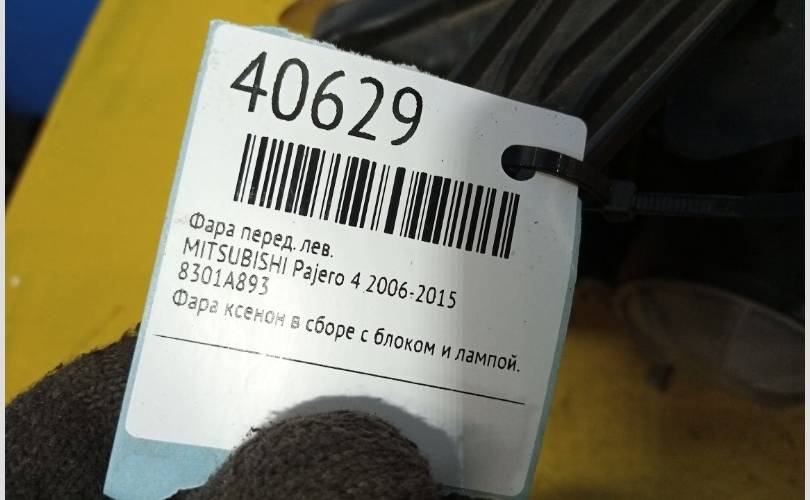 40629
Фара перед. лев.
MITSUBISHI Pajero 4 2006-2015
8301A893
Фара ксенон в сборе с блоком и лампой.